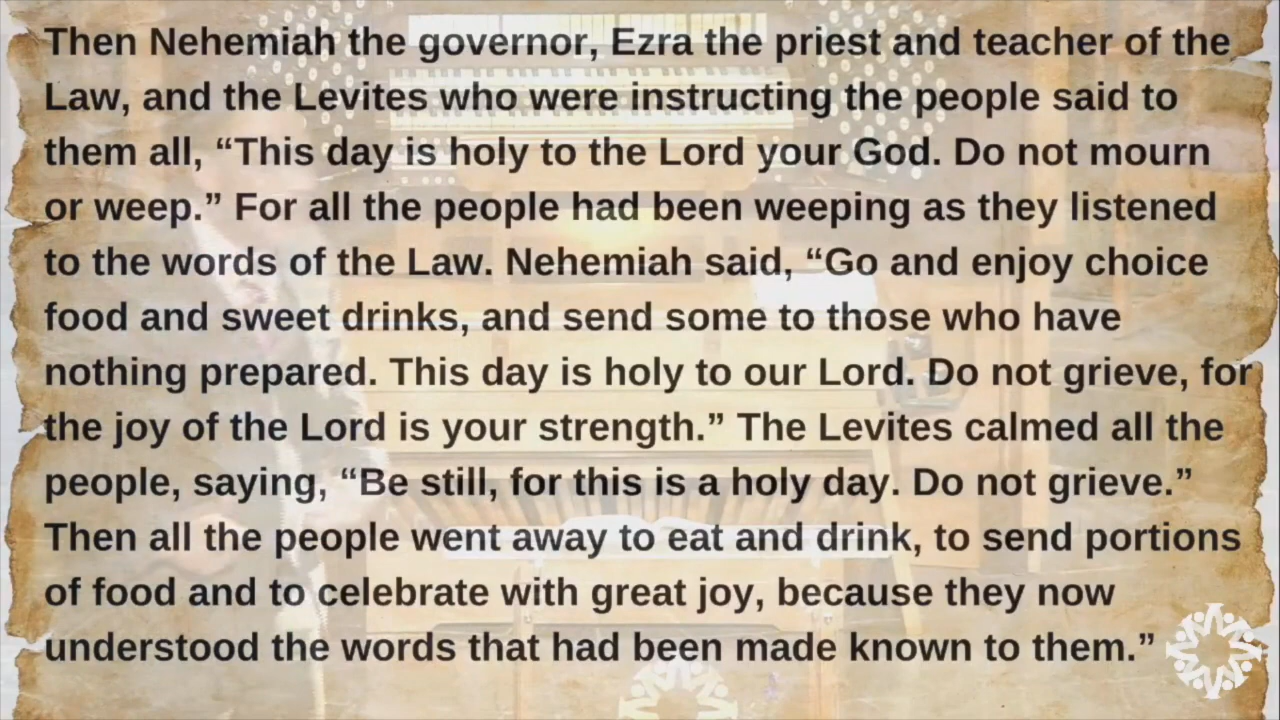 Then Nehemiah the governor, Ezra the priest and teacher of the
Law, and the Levites who were instructing the people said to
them all, “This day is holy to the Lord your God. Do not mourn
or weep.” For all the people had been weeping as they listened
to the words of the Law. Nehemiah said, “Go and enjoy choice
food and sweet drinks, and send some to those who have
nothing prepared. This day is holy to our Lord. Do not grieve, for
the joy of the Lord is your strength.” The Levites calmed all the
people, saying, “Be still, for this is a holy day. Do not grieve.”
Then all the people went away to eat and drink, to send portions
of food and to celebrate with great joy, because they now
understood the words that had been made known to them.”